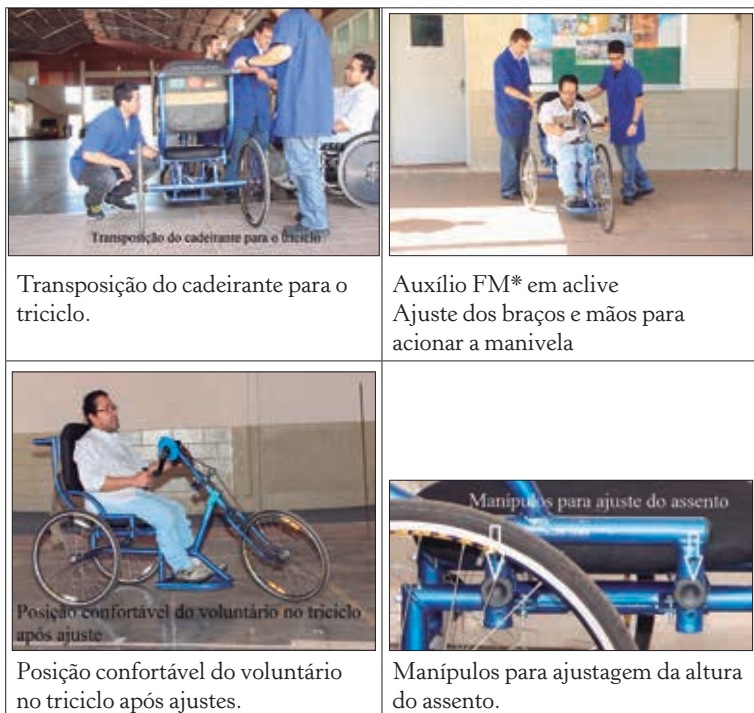 Transposição do cadeirante para o triciclo
Transposição do cadeirante para o
triciclo.
Auxílio FM* em aclive
Ajuste dos braços e mãos para
acionar a manivela
Posição confortável do voluntário no triciclo
após ajuste
Posição confortável do voluntário
no triciclo após ajustes.
Manípulos para ajuste do assento
Manípulos para ajustagem da altura
do assento.